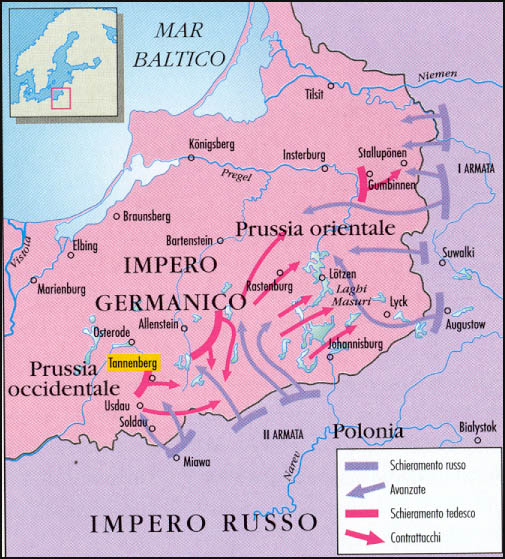 MAR
BALTICO
Niemen
Tilsit
Königsberg
Insterburg
Stallupönen
I ARMATA
Pregel
Gumbinnen
Braunsberg
Prussia orientale
Vistola
Elbing
Bartenstein
Suwalki
IMPERO
GERMANICO
Rastenburg
Lötzen
Laghi
Masuri
Marienburg
Lyck
Augustow
Osterode
Allenstein
Johannisburg
Prussia
occidentale
Tannenberg
Usdau
Soldau
II ARMATA
Polonia
Bialystok
Miawa
Narev
IMPERO RUSSO
Schieramento russo
Avanzate
Schieramento tedesco
Contrattacchi